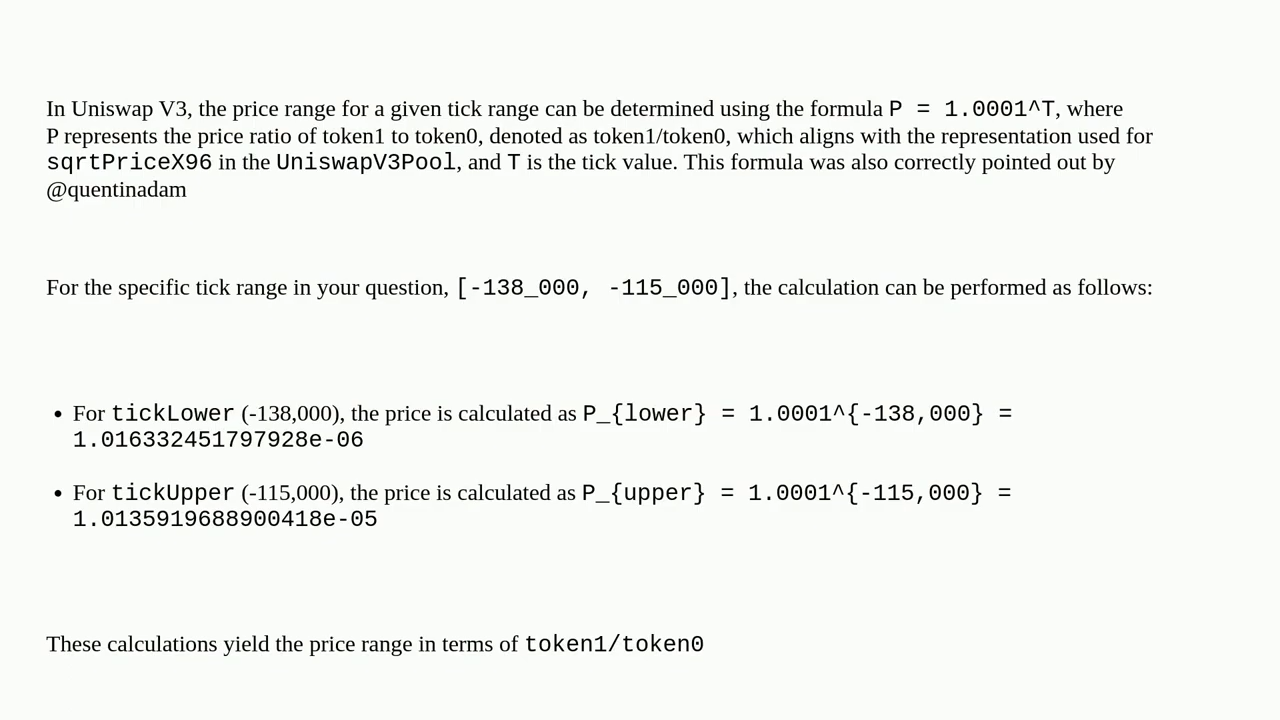 In Uniswap V3, the price range for a given tick range can be determined using the formula P = 1.0001^T, where
P represents the price ratio of token1 to token0, denoted as token1/token0, which aligns with the representation used for
sqrtPriceX96 in the UniswapV3Pool, and T is the tick value. This formula was also correctly pointed out by
@quentinadam
For the specific tick range in your question, [-138_000, -115_000], the calculation can be performed as follows:
• For tickLower (-138,000), the price is calculated as P_{lower} = 1.0001^{-138,000} =
1.016332451797928e-06
• For tickUpper (-115,000), the price is calculated as P_{upper} = 1.0001^{-115,000} =
1.0135919688900418e-05
These calculations yield the price range in terms of token1/token0